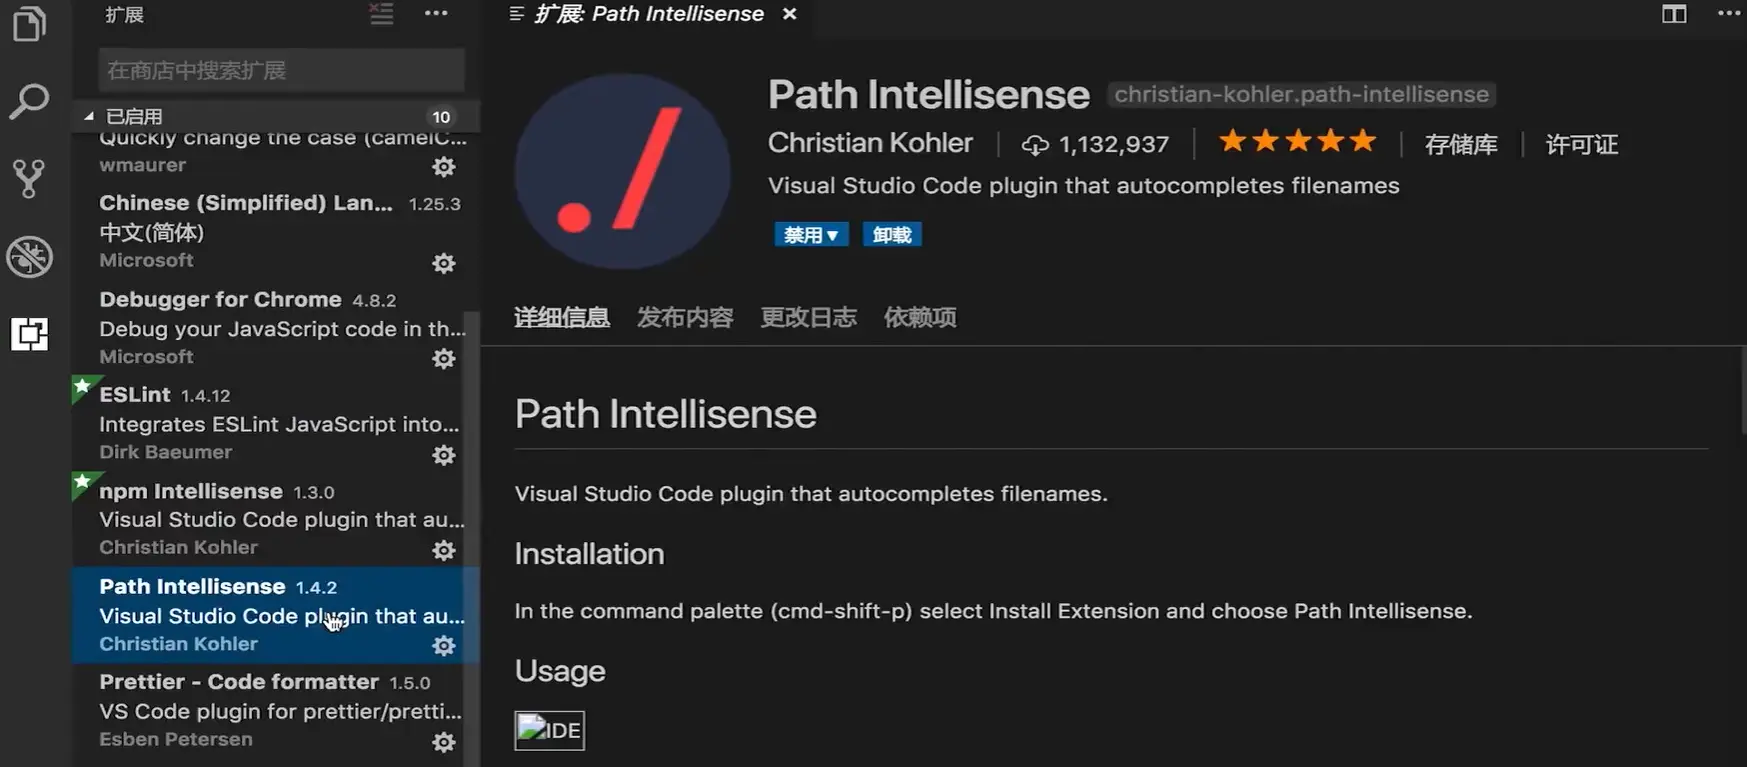 扩展
在商店中搜索扩展
已启用 10
Quickly change the case (camelC...
wmaurer
Chinese (Simplified) Lan... 1.25.3
中文(简体)
Microsoft
Debugger for Chrome 4.8.2
Debug your JavaScript code in th...
Microsoft
ESLint 1.4.12
Integrates ESLint JavaScript into...
Dirk Baeumer
npm Intellisense 1.3.0
Visual Studio Code plugin that au...
Christian Kohler
Path Intellisense 1.4.2
Visual Studio Code plugin that au...
Christian Kohler
Prettier - Code formatter 1.5.0
VS Code plugin for prettier/pretti...
Esben Petersen
扩展: Path Intellisense
./
Path Intellisense christian-kohler.path-intellisense
Christian Kohler 1,132,937 存储库 许可证
Visual Studio Code plugin that autocompletes filenames
禁用 卸载
详细信息 发布内容 更改日志 依赖项
Path Intellisense
Visual Studio Code plugin that autocompletes filenames.
Installation
In the command palette (cmd-shift-p) select Install Extension and choose Path Intellisense.
Usage
IDE